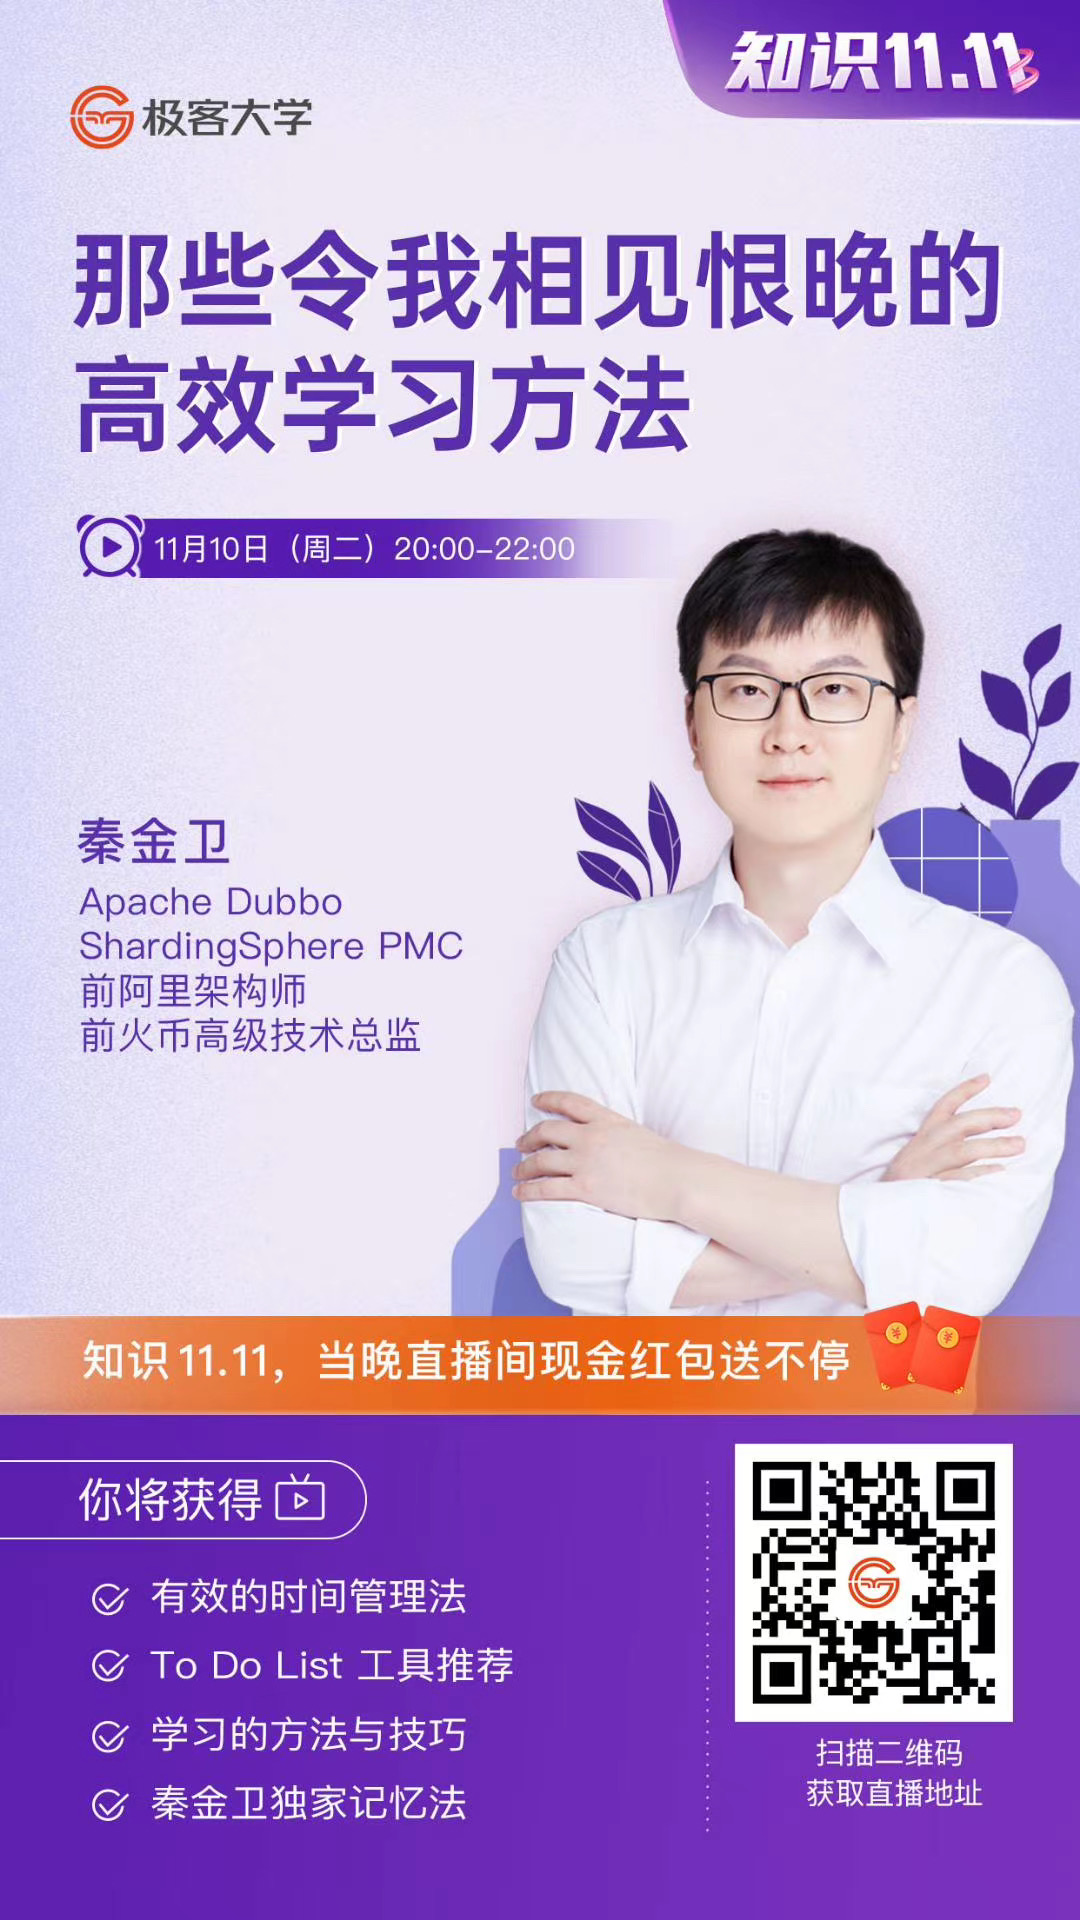 知识11.11
极客大学
那些令我相见恨晚的
高效学习方法
11月10日（周二）20:00-22:00
秦金卫
Apache Dubbo
ShardingSphere PMC
前阿里架构师
前火币高级技术总监
知识 11.11，当晚直播间现金红包送不停
你将获得
有效的时间管理法
To Do List 工具推荐
学习的方法与技巧
秦金卫独家记忆法
扫描二维码
获取直播地址